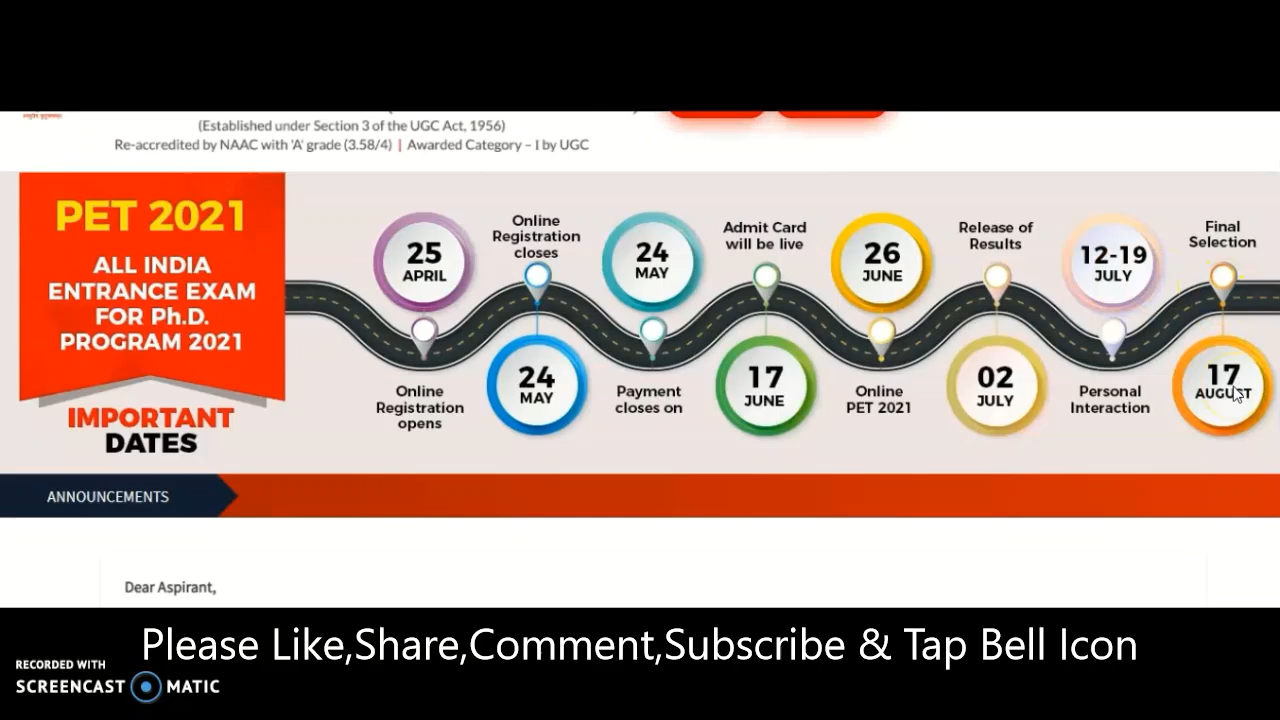 (Established under Section 3 of the UGC Act, 1956)
Re-accredited by NAAC with 'A' grade (3.58/4) | Awarded Category – I by UGC
PET 2021
ALL INDIA
ENTRANCE EXAM
FOR Ph.D.
PROGRAM 2021
IMPORTANT
DATES
25
APRIL
Online
Registration
opens
Online
Registration
closes
24
MAY
24
MAY
Payment
closes on
Admit Card
will be live
17
JUNE
26
JUNE
Online
PET 2021
Release of
Results
02
JULY
12-19
JULY
Personal
Interaction
Final
Selection
17
AUGUST
ANNOUNCEMENTS
Dear Aspirant,
Please Like,Share,Comment,Subscribe & Tap Bell Icon
RECORDED WITH
SCREENCAST MATIC